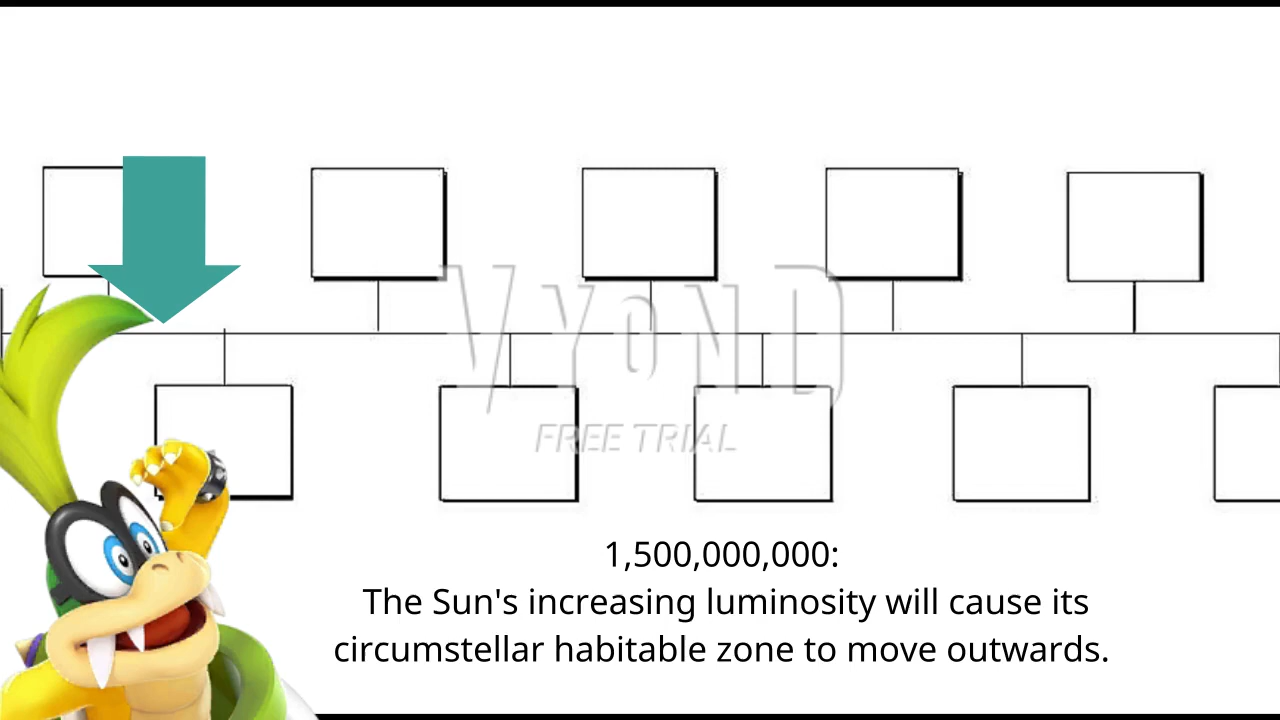 VYOND
FREE TRIAL
1,500,000,000:
The Sun's increasing luminosity will cause its
circumstellar habitable zone to move outwards.